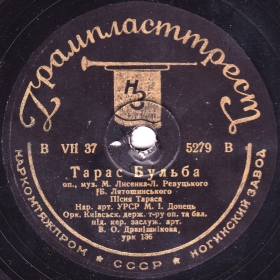 Грампласттрест
НЗ
В VII 37
5279 В
Тарас Бульба
оп., муз. М. Лисенка-Л. Ревуцького
Б. Лятошинського
Пісня Тараса
Нар. арт. УРСР М. І. Донець
Орк. Київськ. держ. т-ру оп. та бал.
під. кер. заслуж. арт.
В. О. Дранішнікова.
урк 136
НАРКОМТЯЖПРОМ ★ СССР ★ НОГИНСКИЙ ЗАВОД